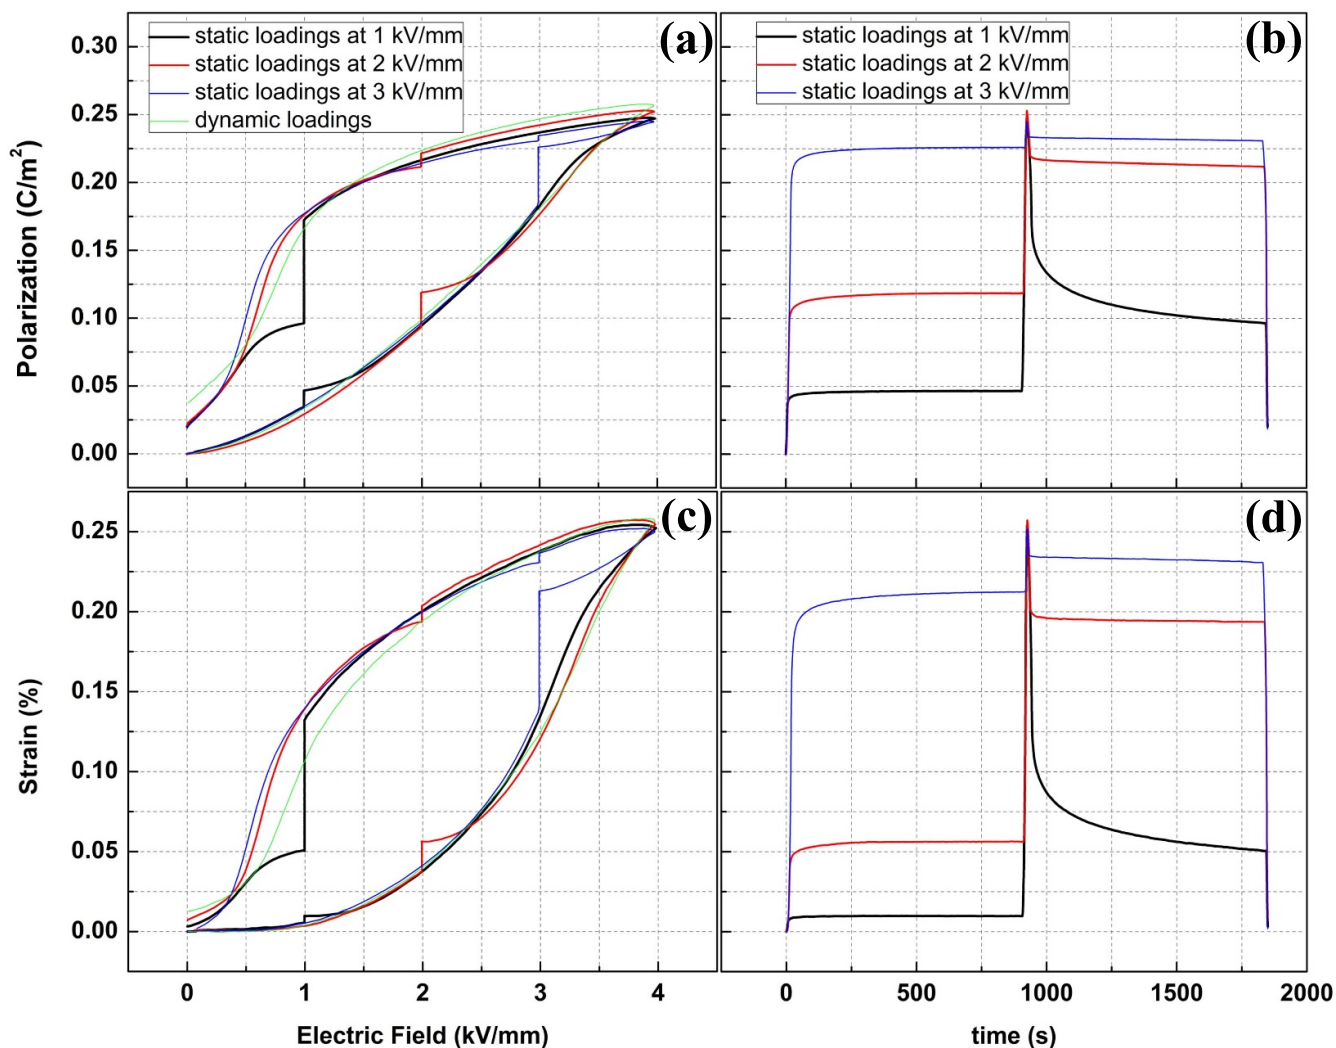 static loadings at 1 kV/mm
static loadings at 2 kV/mm
static loadings at 3 kV/mm
dynamic loadings
(a)
0.30
0.25
0.20
0.15
0.10
0.05
0.00
Polarization (C/m²)
static loadings at 1 kV/mm
static loadings at 2 kV/mm
static loadings at 3 kV/mm
(b)
(c)
0.25
0.20
0.15
0.10
0.05
0.00
Strain (%)
0 1 2 3 4
Electric Field (kV/mm)
(d)
0 500 1000 1500 2000
time (s)